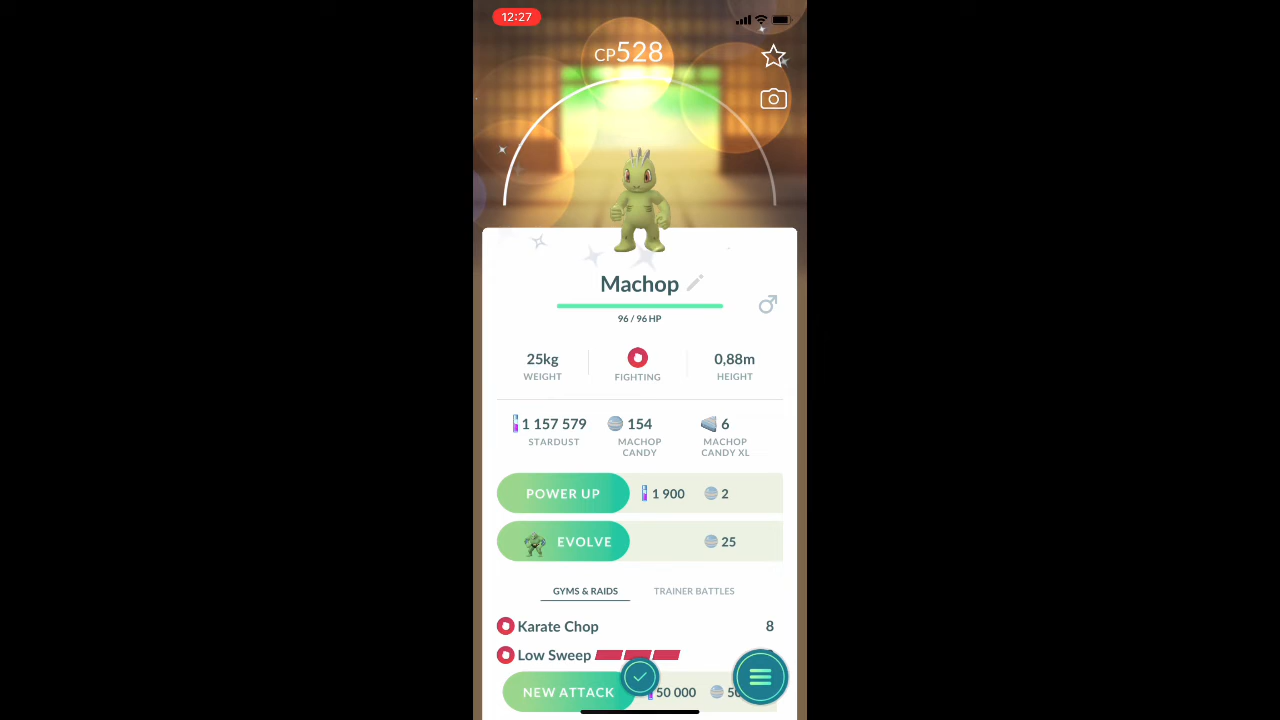 12:27
CP528
Machop
96 / 96 HP
25kg
WEIGHT
FIGHTING
0,88m
HEIGHT
1 157 579
STARDUST
154
MACHOP
CANDY
6
MACHOP
CANDY XL
POWER UP
1 900
2
EVOLVE
25
GYMS & RAIDS
TRAINER BATTLES
Karate Chop
8
Low Sweep
NEW ATTACK
50 000